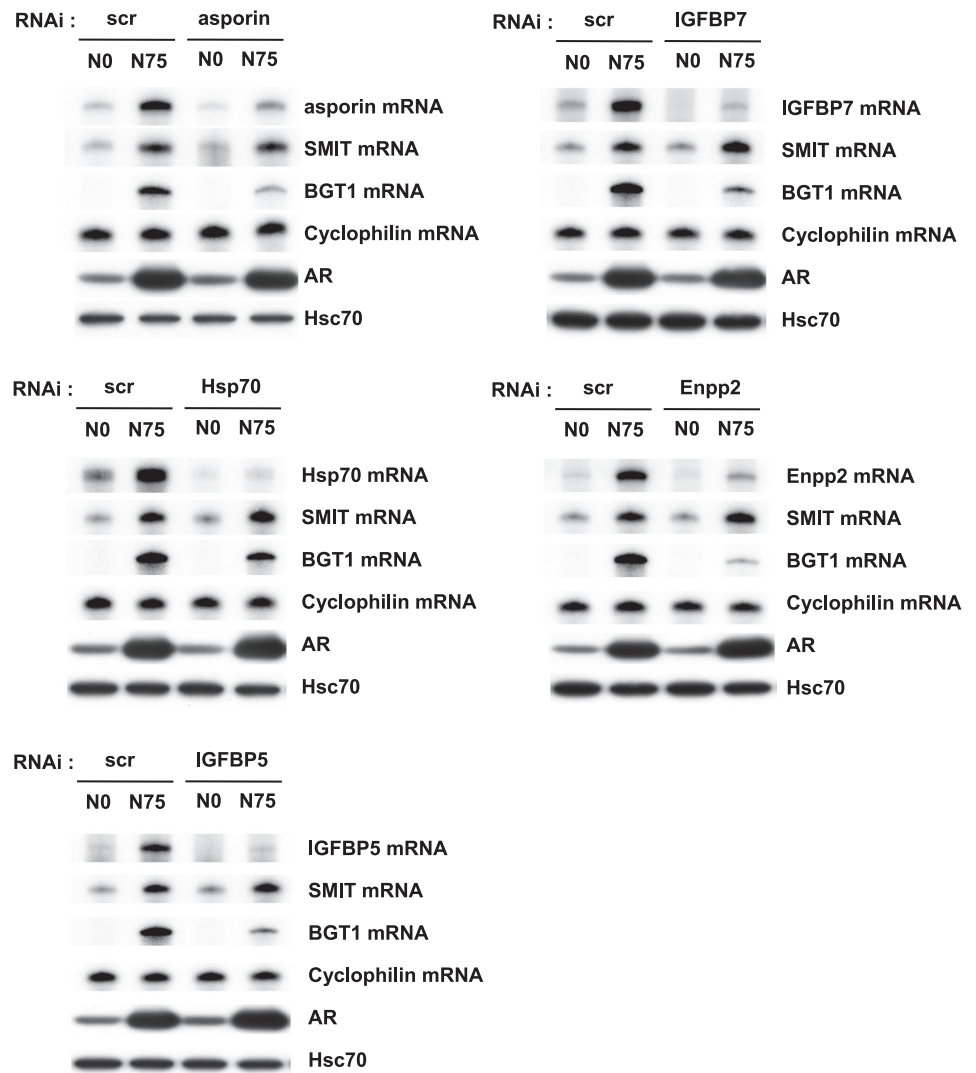 RNAi : scr asporin
N0 N75 N0 N75
asporin mRNA
SMIT mRNA
BGT1 mRNA
Cyclophilin mRNA
AR
Hsc70
RNAi : scr IGFBP7
N0 N75 N0 N75
IGFBP7 mRNA
SMIT mRNA
BGT1 mRNA
Cyclophilin mRNA
AR
Hsc70
RNAi : scr Hsp70
N0 N75 N0 N75
Hsp70 mRNA
SMIT mRNA
BGT1 mRNA
Cyclophilin mRNA
AR
Hsc70
RNAi : scr Enpp2
N0 N75 N0 N75
Enpp2 mRNA
SMIT mRNA
BGT1 mRNA
Cyclophilin mRNA
AR
Hsc70
RNAi : scr IGFBP5
N0 N75 N0 N75
IGFBP5 mRNA
SMIT mRNA
BGT1 mRNA
Cyclophilin mRNA
AR
Hsc70